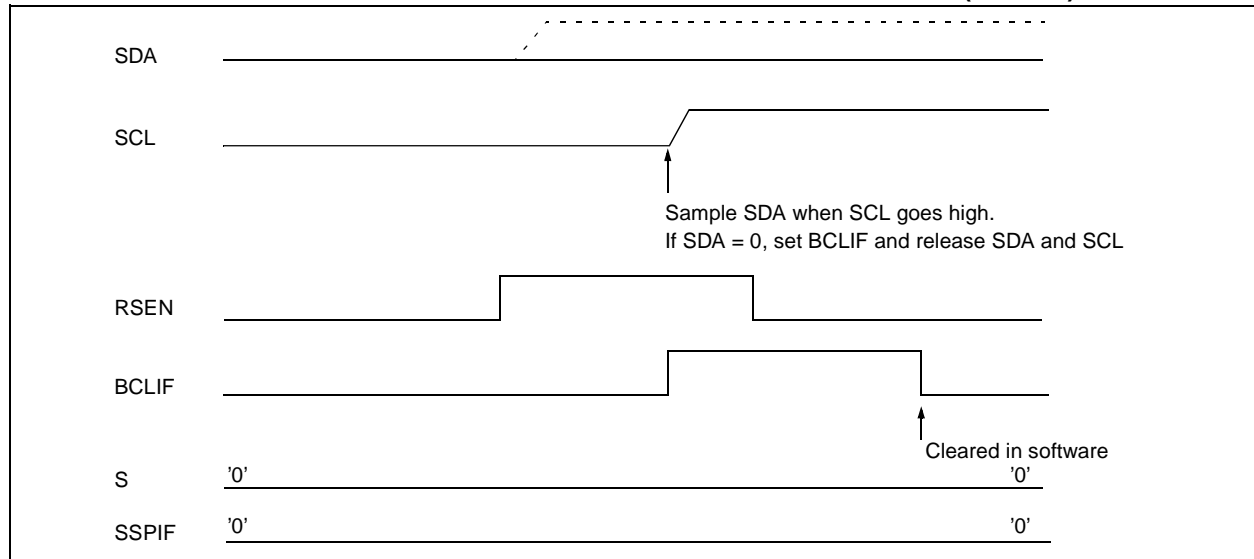 SDA
SCL
Sample SDA when SCL goes high.
If SDA = 0, set BCLIF and release SDA and SCL
RSEN
BCLIF
Cleared in software
S '0' '0'
SSPIF '0' '0'